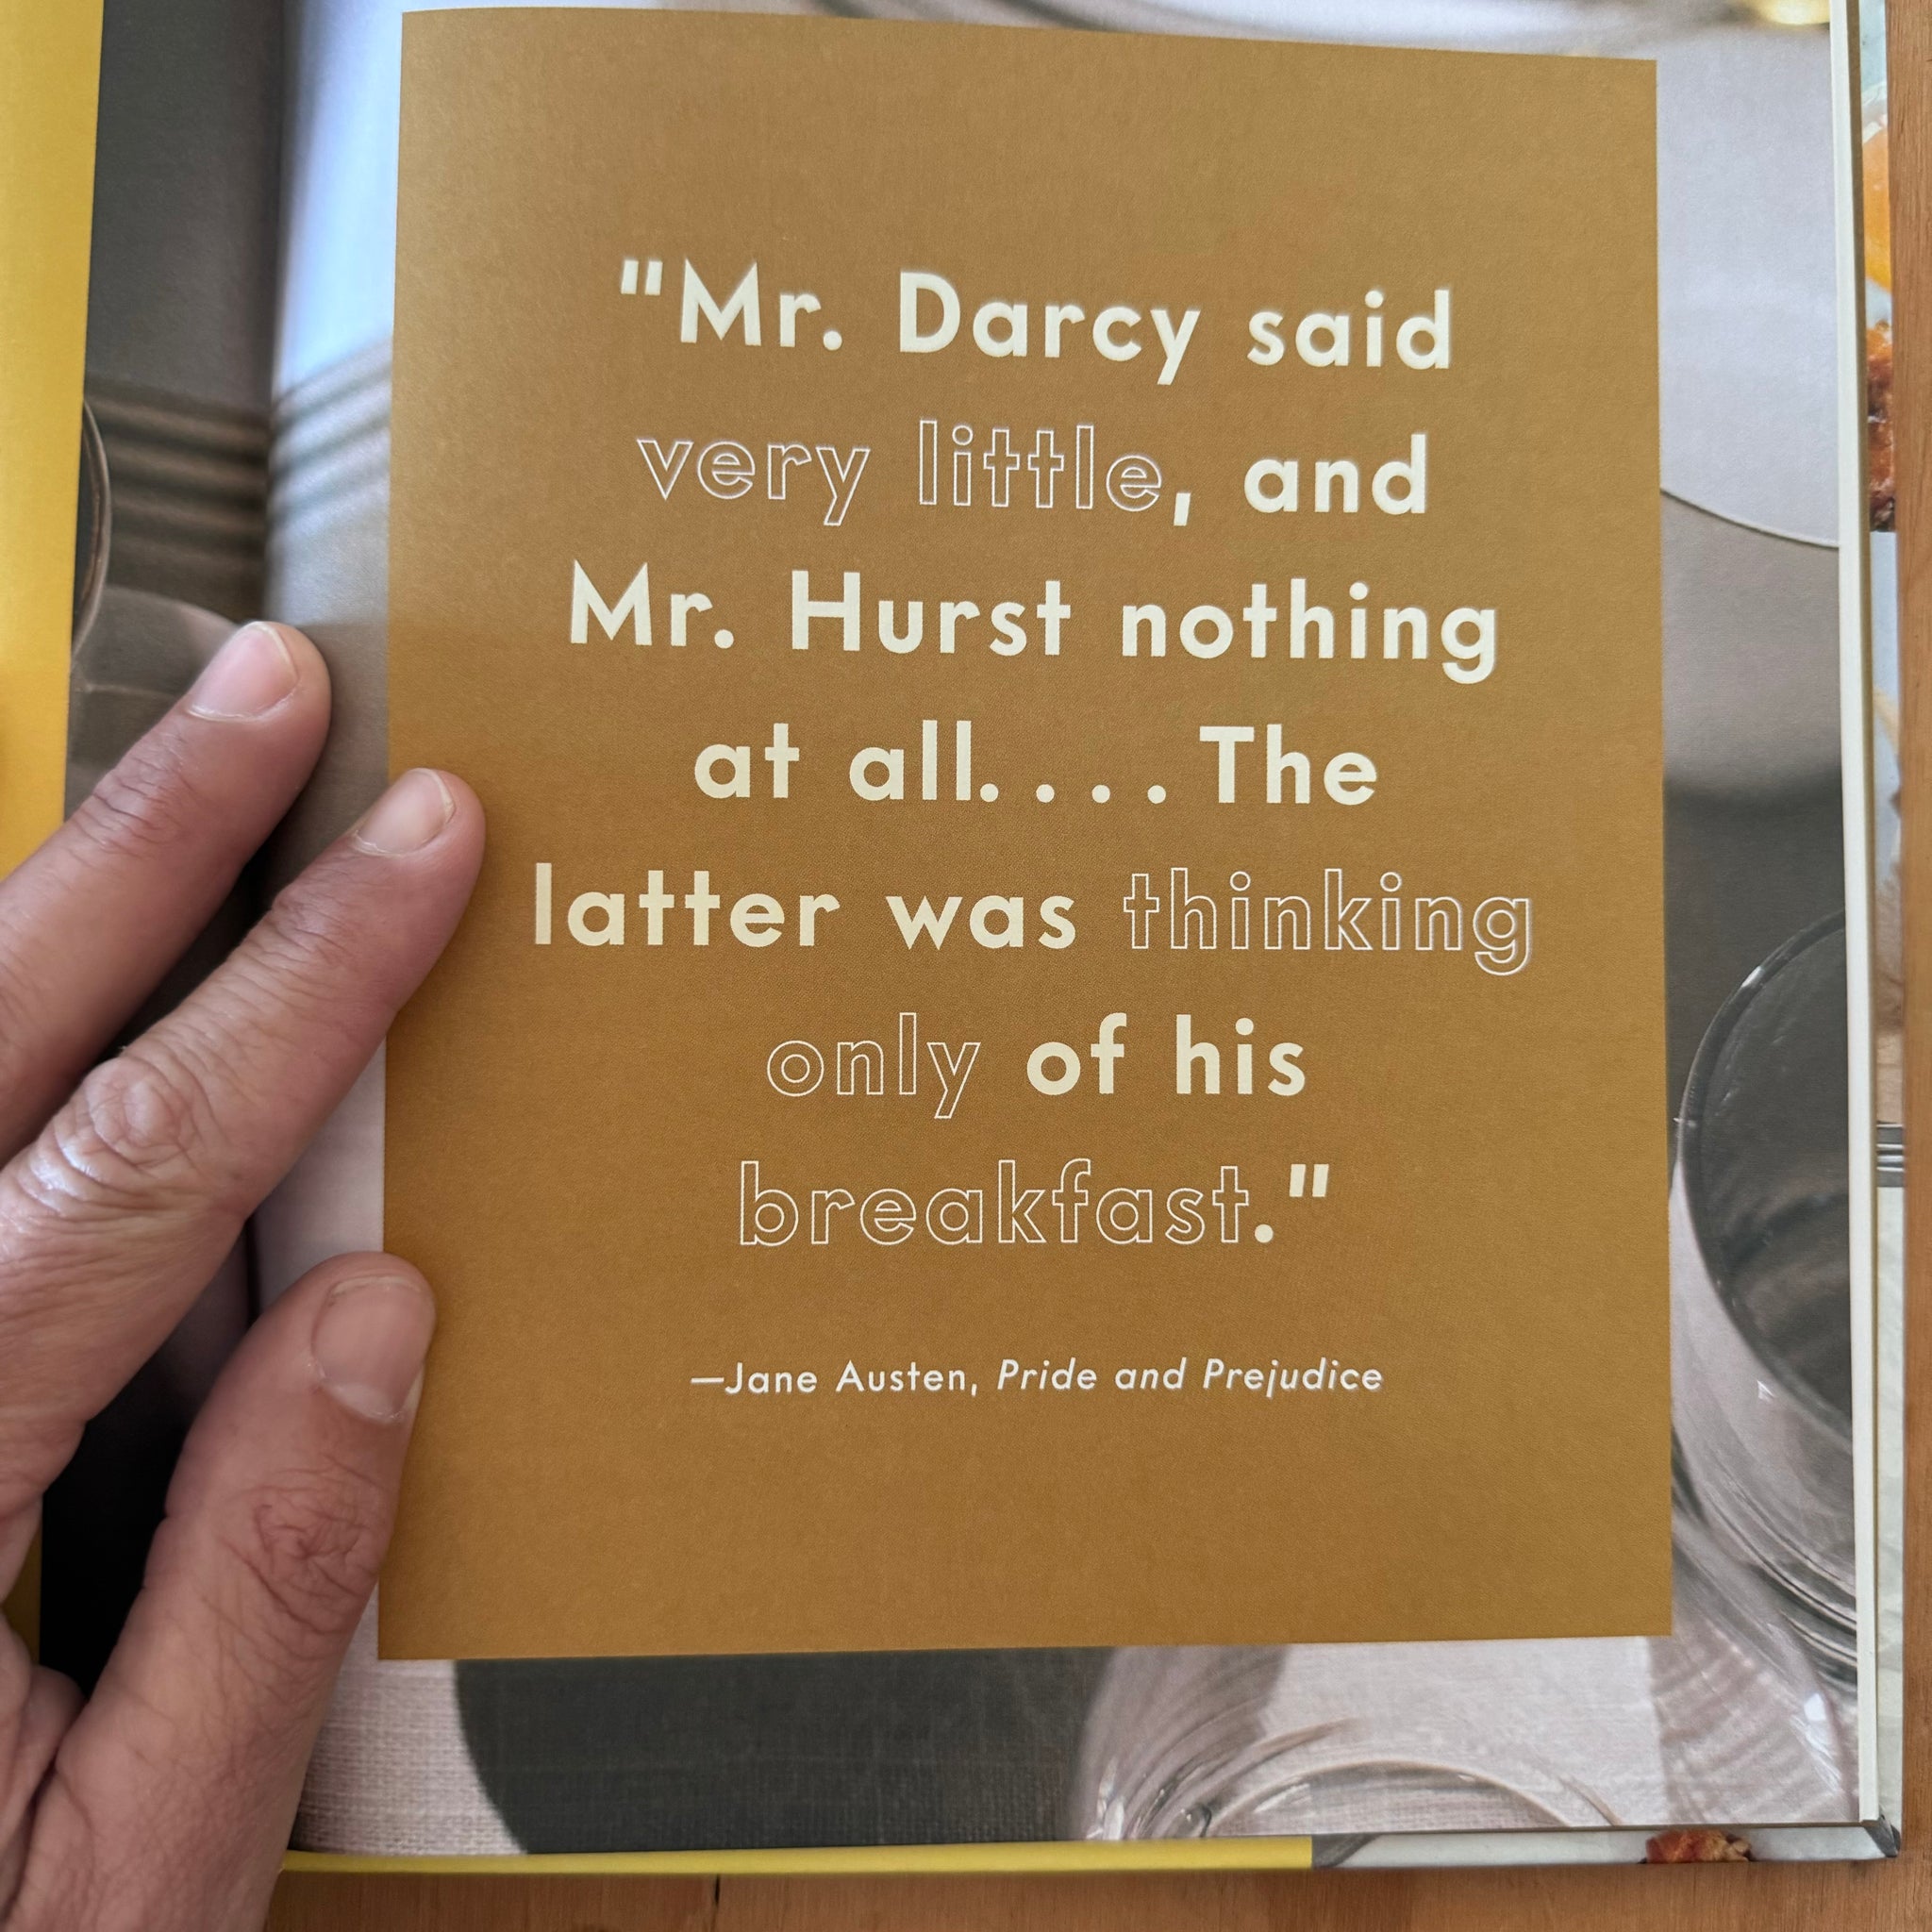 "Mr. Darcy said
very little, and
Mr. Hurst nothing
at all. . . . The
latter was thinking
only of his
breakfast."
—Jane Austen, Pride and Prejudice